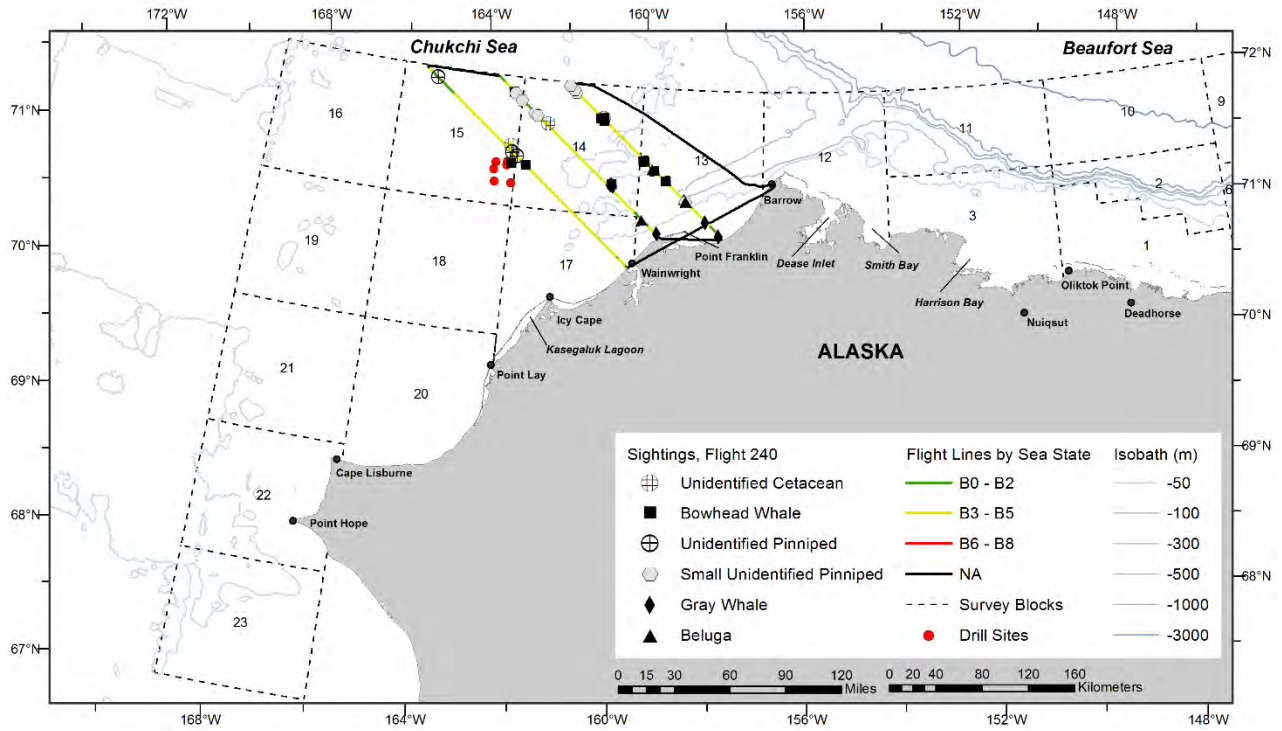 172°W 168°W 164°W 160°W 156°W 152°W 148°W
Chukchi Sea
Beaufort Sea
72°N
71°N
16
15
14
13
12
11
10
9
2
6
71°N
Barrow
3
1
70°N
19
18
17
Wainwright
Point Franklin
Dease Inlet
Smith Bay
Harrison Bay
Oliktok Point
Nuiqsut
Deadhorse
70°N
Icy Cape
Kasegaluk Lagoon
ALASKA
69°N
21
20
Point Lay
69°N
Cape Lisburne
22
Point Hope
68°N
68°N
23
67°N
Sightings, Flight 240
Unidentified Cetacean
Bowhead Whale
Unidentified Pinniped
Small Unidentified Pinniped
Gray Whale
Beluga
Flight Lines by Sea State
B0 - B2
B3 - B5
B6 - B8
NA
Survey Blocks
Drill Sites
Isobath (m)
-50
-100
-300
-500
-1000
-3000
0 15 30 60 90 120
Miles
0 20 40 80 120 160
Kilometers
168°W 164°W 160°W 156°W 152°W 148°W